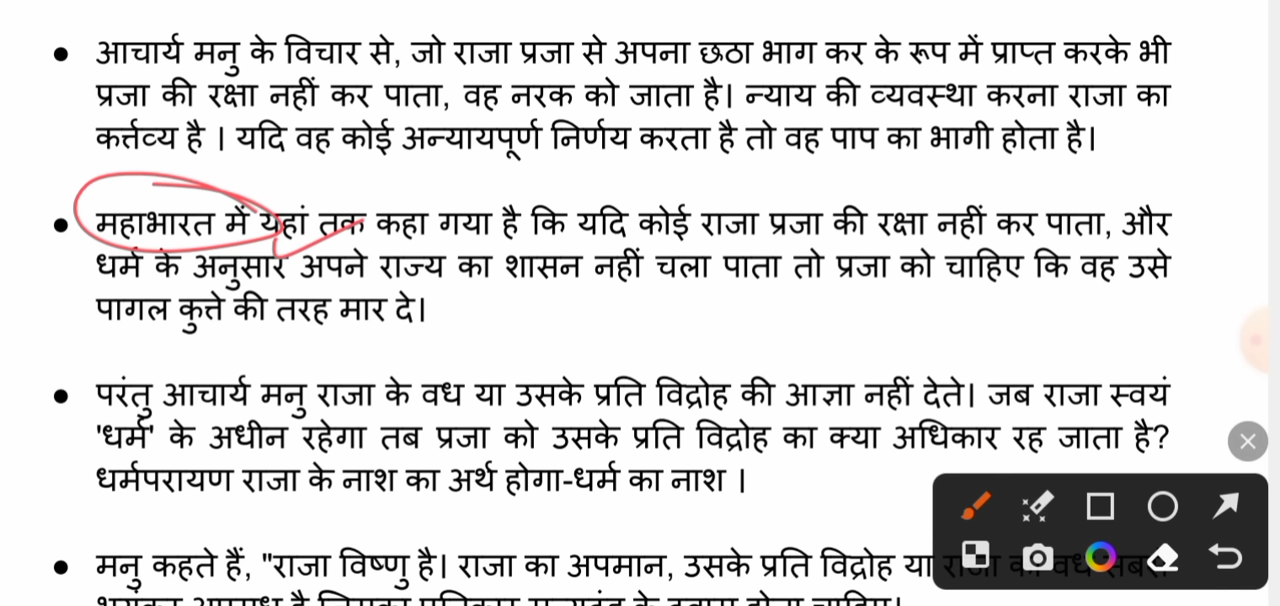 आचार्य मनु के विचार से, जो राजा प्रजा से अपना छठा भाग कर के रूप में प्राप्त करके भी
प्रजा की रक्षा नहीं कर पाता, वह नरक को जाता है। न्याय की व्यवस्था करना राजा का
कर्त्तव्य है । यदि वह कोई अन्यायपूर्ण निर्णय करता है तो वह पाप का भागी होता है।
महाभारत में यहां तक कहा गया है कि यदि कोई राजा प्रजा की रक्षा नहीं कर पाता, और
धर्म के अनुसार अपने राज्य का शासन नहीं चला पाता तो प्रजा को चाहिए कि वह उसे
पागल कुत्ते की तरह मार दे।
परंतु आचार्य मनु राजा के वध या उसके प्रति विद्रोह की आज्ञा नहीं देते। जब राजा स्वयं
'धर्म' के अधीन रहेगा तब प्रजा को उसके प्रति विद्रोह का क्या अधिकार रह जाता है?
धर्मपरायण राजा के नाश का अर्थ होगा-धर्म का नाश ।
मनु कहते हैं, "राजा विष्णु है। राजा का अपमान, उसके प्रति विद्रोह या राजा का वध सबसे